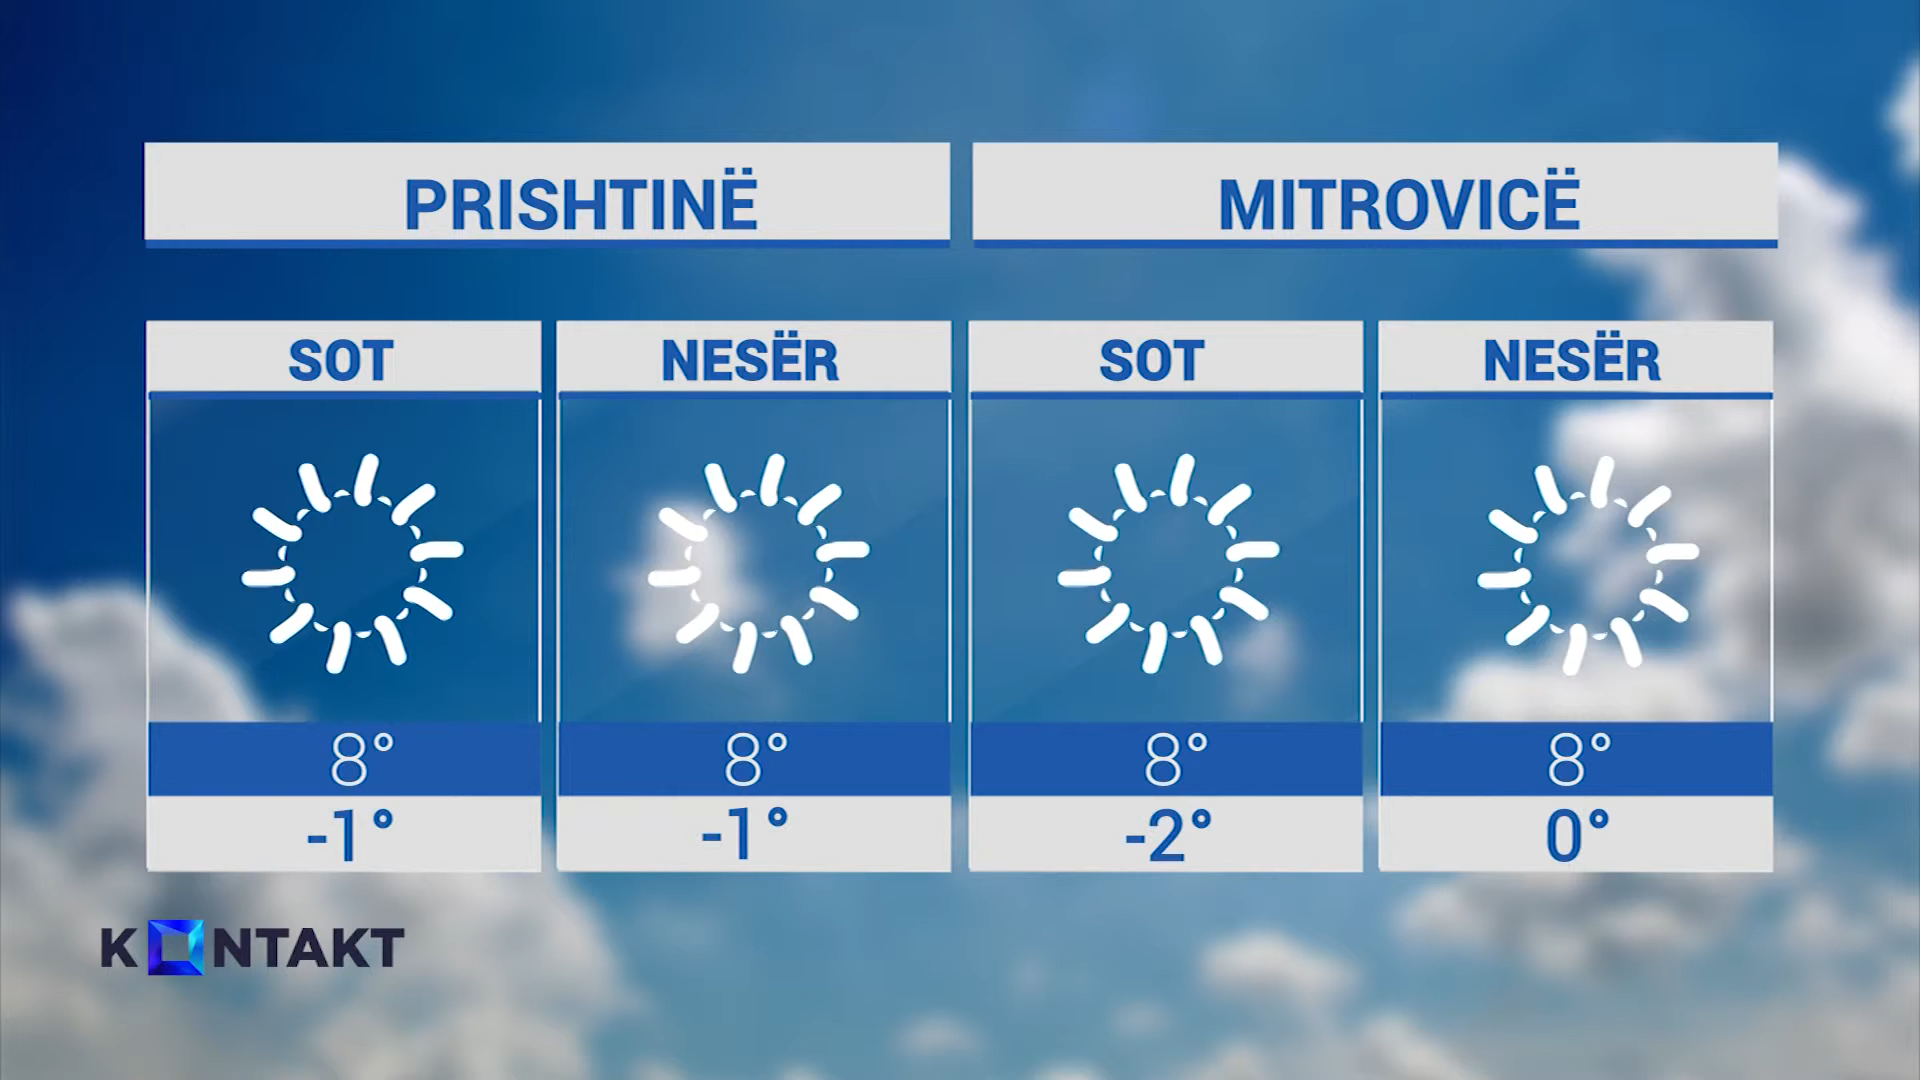 PRISHTINË
MITROVICË
SOT
NESËR
SOT
NESËR
8°
8°
8°
8°
-1°
-1°
-2°
0°
KONTAKT